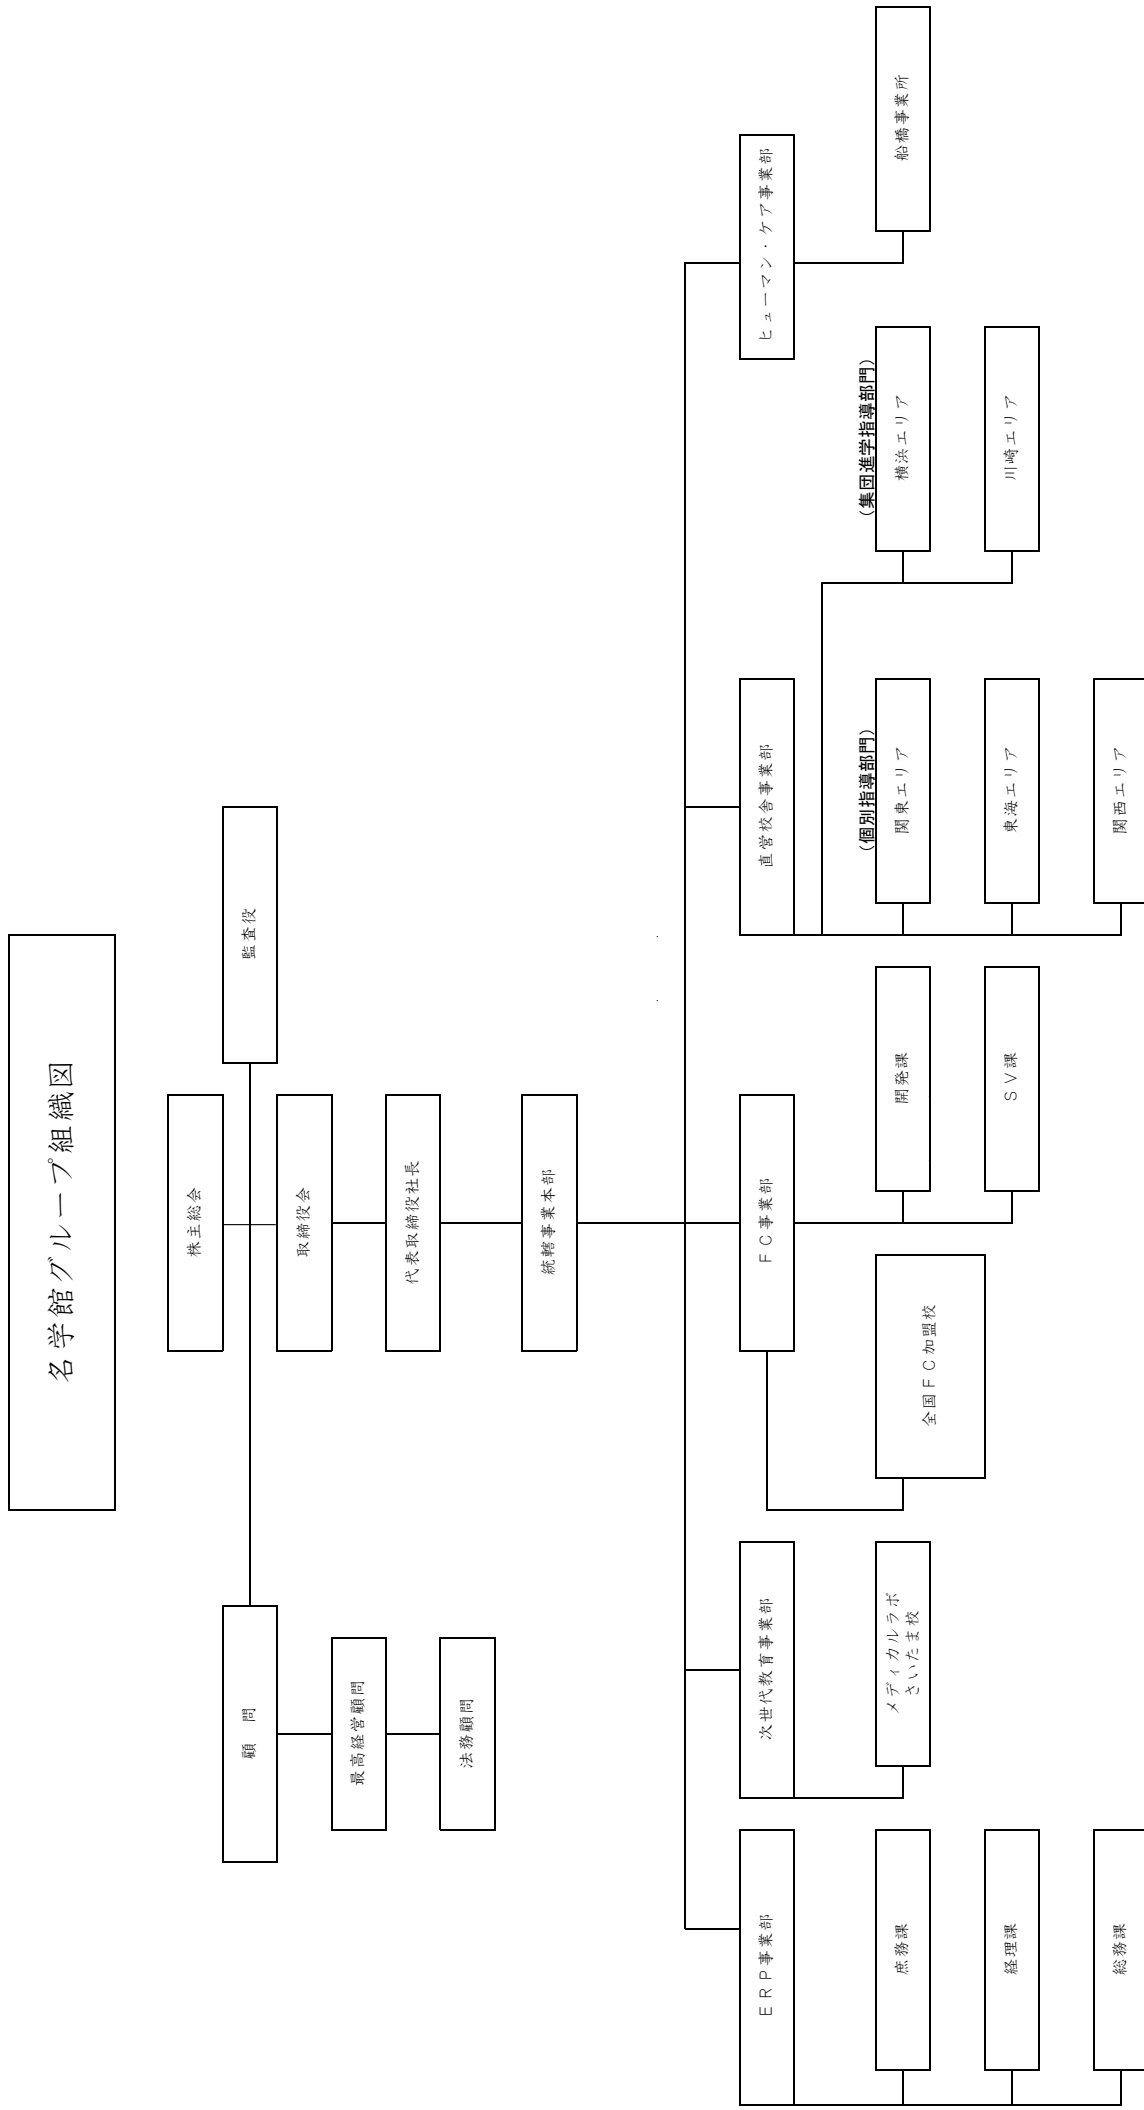 名学館グループ組織図
株主総会
監査役
顧　問
取締役会
最高経営顧問
代表取締役社長
法務顧問
統轄事業本部
ＥＲＰ事業部
次世代教育事業部
ＦＣ事業部
直営校舎事業部
ヒューマン・ケア事業部
庶務課
経理課
総務課
メディカルラボ
さいたま校
全国ＦＣ加盟校
開発課
ＳＶ課
（個別指導部門）
関東エリア
東海エリア
関西エリア
（集団進学指導部門）
横浜エリア
川崎エリア
船橋事業所